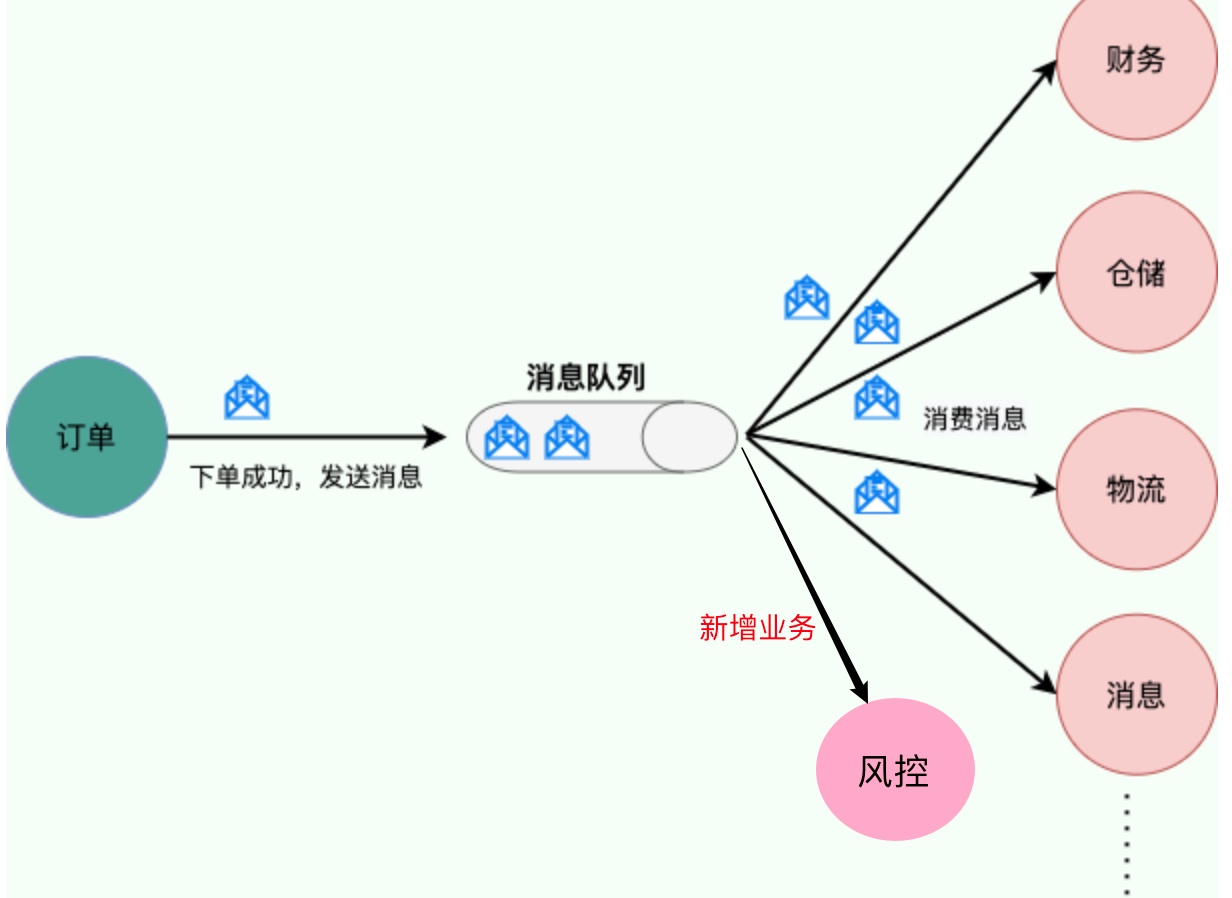 财务
仓储
消息队列
消费消息
订单
下单成功，发送消息
物流
新增业务
消息
风控